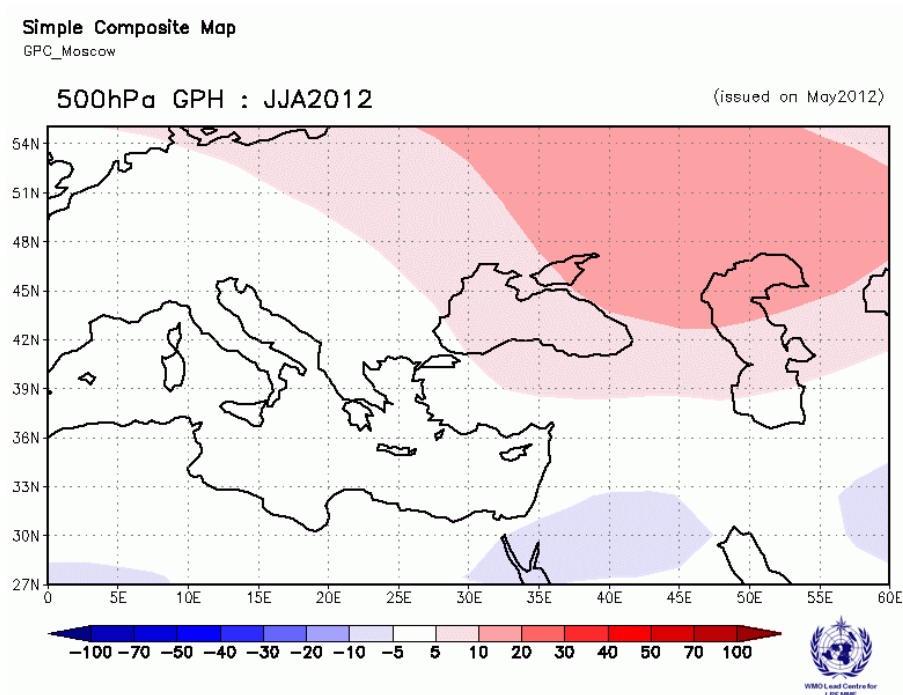 Simple Composite Map
GPC_Moscow
500hPa GPH : JJA2012
(issued on May2012)
54N
51N
48N
45N
42N
39N
36N
33N
30N
27N
0 5E 10E 15E 20E 25E 30E 35E 40E 45E 50E 55E 60E
-100 -70 -50 -40 -30 -20 -10 -5 5 10 20 30 40 50 70 100
WMO Lead Centre for